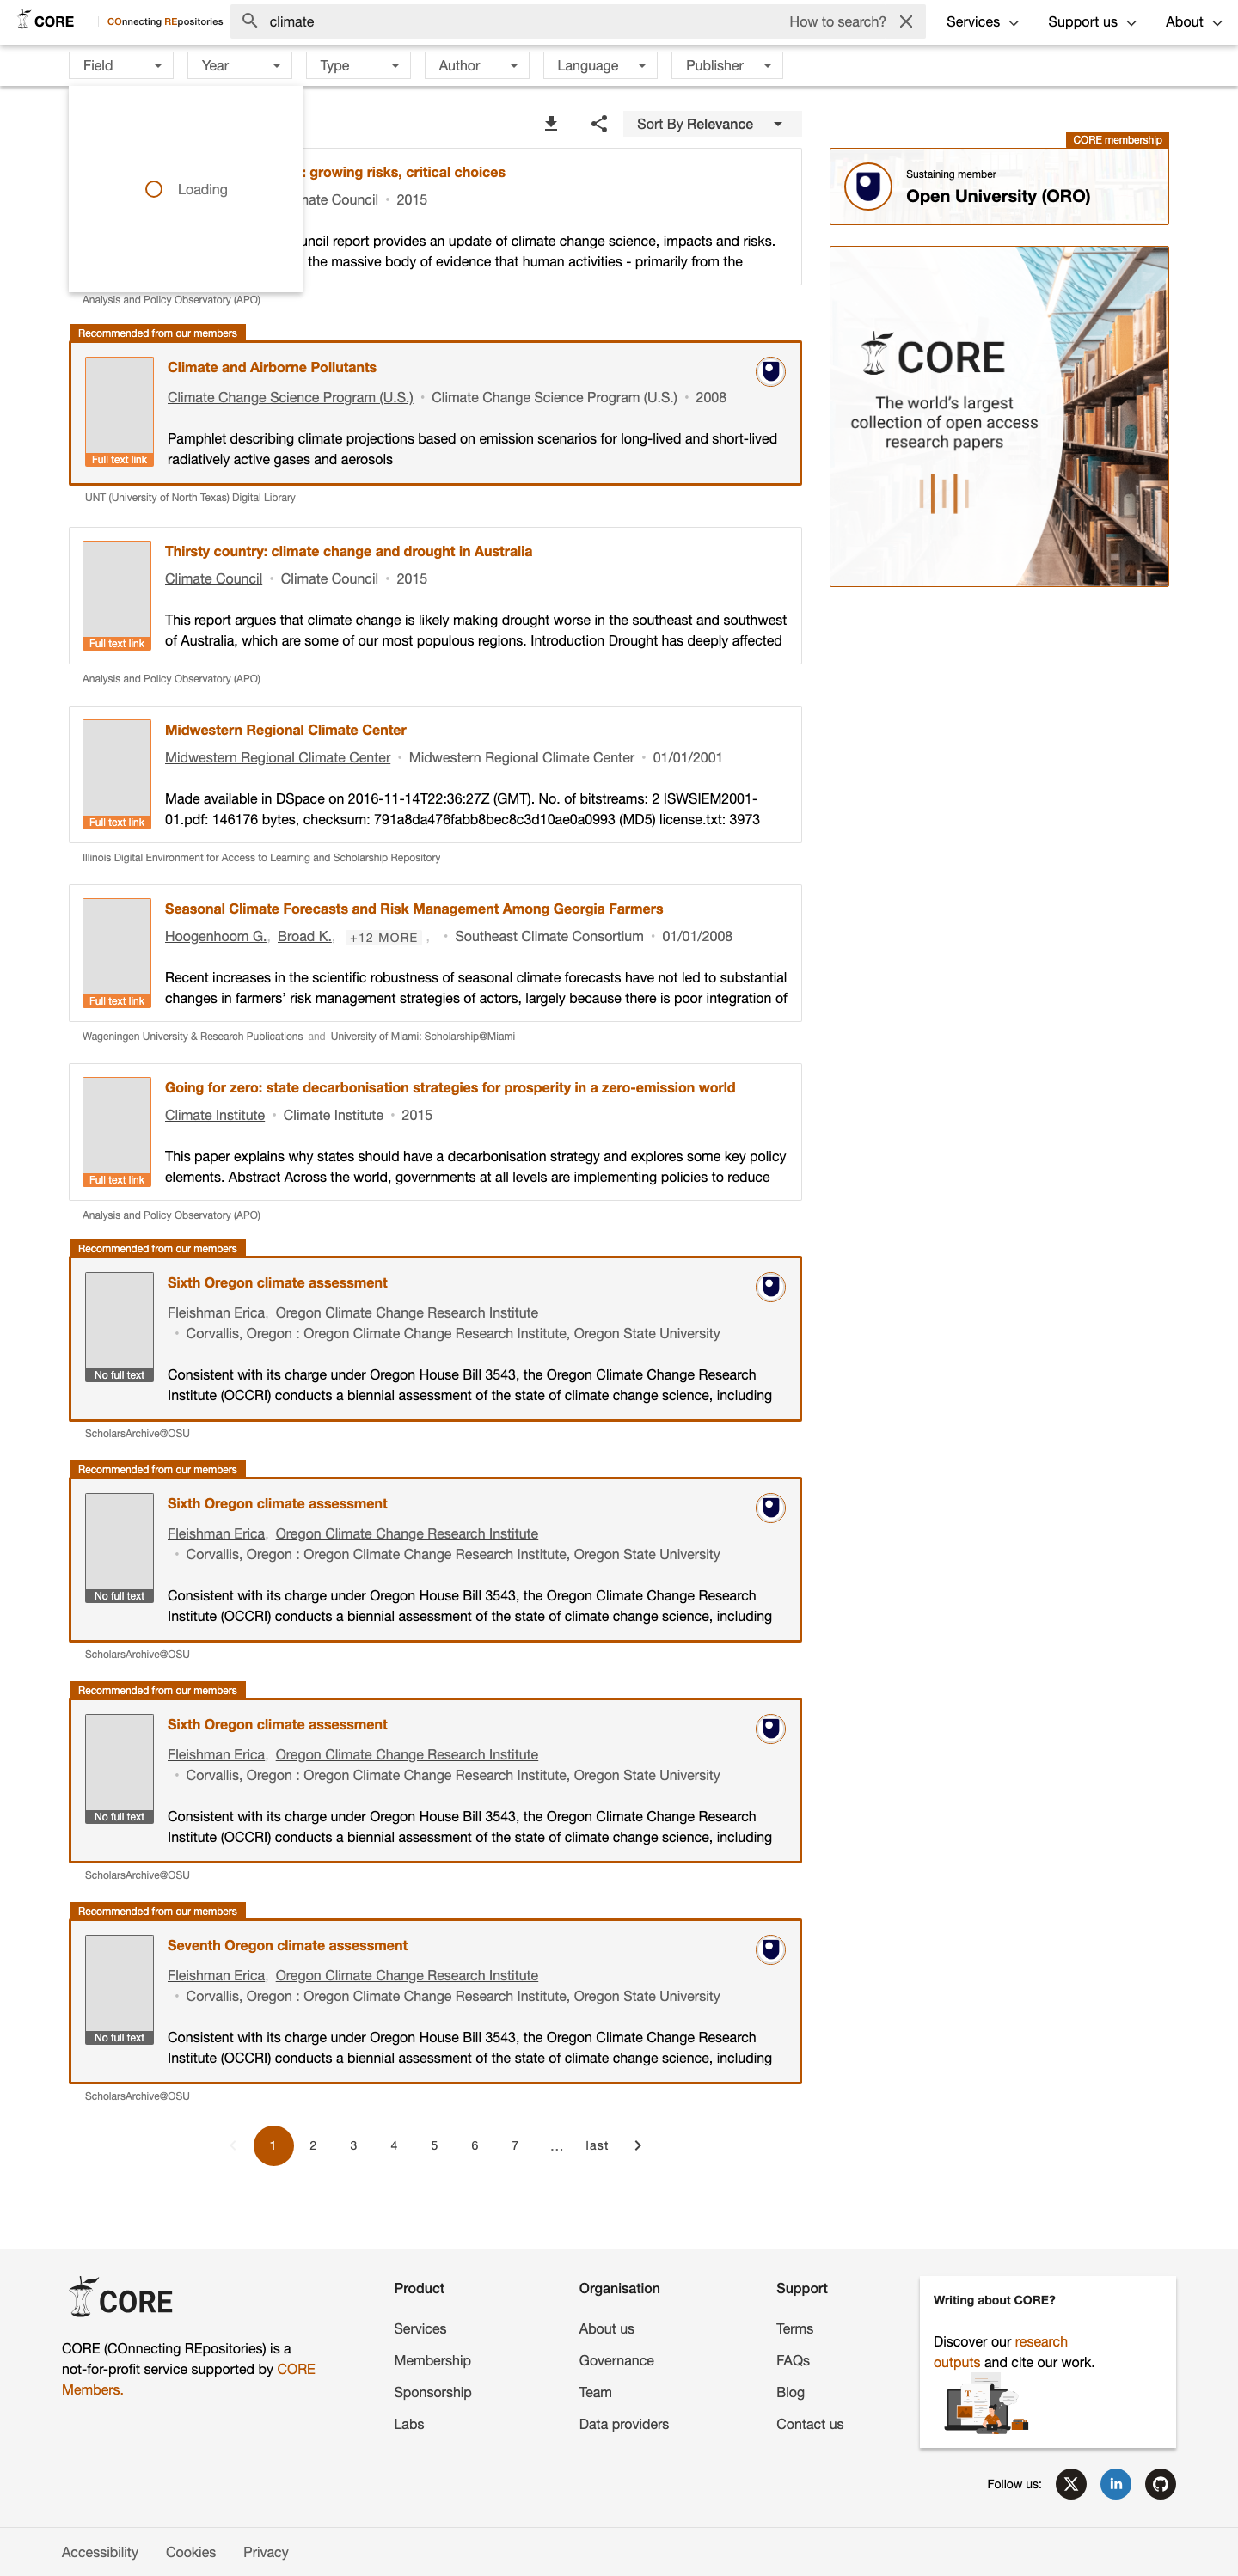 CORE
COnnecting REpositories
climate
How to search?
Services
Support us
About
Field
Year
Type
Author
Language
Publisher
Loading
Sort By Relevance
: growing risks, critical choices
mate Council • 2015
uncil report provides an update of climate change science, impacts and risks.
the massive body of evidence that human activities - primarily from the
Analysis and Policy Observatory (APO)
CORE membership
Sustaining member
Open University (ORO)
CORE
The world's largest
collection of open access
research papers
Recommended from our members
Climate and Airborne Pollutants
Climate Change Science Program (U.S.) • Climate Change Science Program (U.S.) • 2008
Pamphlet describing climate projections based on emission scenarios for long-lived and short-lived
radiatively active gases and aerosols
Full text link
UNT (University of North Texas) Digital Library
Thirsty country: climate change and drought in Australia
Climate Council • Climate Council • 2015
This report argues that climate change is likely making drought worse in the southeast and southwest
of Australia, which are some of our most populous regions. Introduction Drought has deeply affected
Full text link
Analysis and Policy Observatory (APO)
Midwestern Regional Climate Center
Midwestern Regional Climate Center • Midwestern Regional Climate Center • 01/01/2001
Made available in DSpace on 2016-11-14T22:36:27Z (GMT). No. of bitstreams: 2 ISWSIEM2001-
01.pdf: 146176 bytes, checksum: 791a8da476fabb8bec8c3d10ae0a0993 (MD5) license.txt: 3973
Full text link
Illinois Digital Environment for Access to Learning and Scholarship Repository
Seasonal Climate Forecasts and Risk Management Among Georgia Farmers
Hoogenhoom G., Broad K., +12 MORE , • Southeast Climate Consortium • 01/01/2008
Recent increases in the scientific robustness of seasonal climate forecasts have not led to substantial
changes in farmers’ risk management strategies of actors, largely because there is poor integration of
Full text link
Wageningen University & Research Publications and University of Miami: Scholarship@Miami
Going for zero: state decarbonisation strategies for prosperity in a zero-emission world
Climate Institute • Climate Institute • 2015
This paper explains why states should have a decarbonisation strategy and explores some key policy
elements. Abstract Across the world, governments at all levels are implementing policies to reduce
Full text link
Analysis and Policy Observatory (APO)
Recommended from our members
Sixth Oregon climate assessment
Fleishman Erica, Oregon Climate Change Research Institute
• Corvallis, Oregon : Oregon Climate Change Research Institute, Oregon State University
Consistent with its charge under Oregon House Bill 3543, the Oregon Climate Change Research
Institute (OCCRI) conducts a biennial assessment of the state of climate change science, including
No full text
ScholarsArchive@OSU
Recommended from our members
Sixth Oregon climate assessment
Fleishman Erica, Oregon Climate Change Research Institute
• Corvallis, Oregon : Oregon Climate Change Research Institute, Oregon State University
Consistent with its charge under Oregon House Bill 3543, the Oregon Climate Change Research
Institute (OCCRI) conducts a biennial assessment of the state of climate change science, including
No full text
ScholarsArchive@OSU
Recommended from our members
Sixth Oregon climate assessment
Fleishman Erica, Oregon Climate Change Research Institute
• Corvallis, Oregon : Oregon Climate Change Research Institute, Oregon State University
Consistent with its charge under Oregon House Bill 3543, the Oregon Climate Change Research
Institute (OCCRI) conducts a biennial assessment of the state of climate change science, including
No full text
ScholarsArchive@OSU
Recommended from our members
Seventh Oregon climate assessment
Fleishman Erica, Oregon Climate Change Research Institute
• Corvallis, Oregon : Oregon Climate Change Research Institute, Oregon State University
Consistent with its charge under Oregon House Bill 3543, the Oregon Climate Change Research
Institute (OCCRI) conducts a biennial assessment of the state of climate change science, including
No full text
ScholarsArchive@OSU
1 2 3 4 5 6 7 ... last
CORE
CORE (COnnecting REpositories) is a
not-for-profit service supported by CORE
Members.
Product
Services
Membership
Sponsorship
Labs
Organisation
About us
Governance
Team
Data providers
Support
Terms
FAQs
Blog
Contact us
Writing about CORE?
Discover our research
outputs and cite our work.
Follow us:
Accessibility
Cookies
Privacy